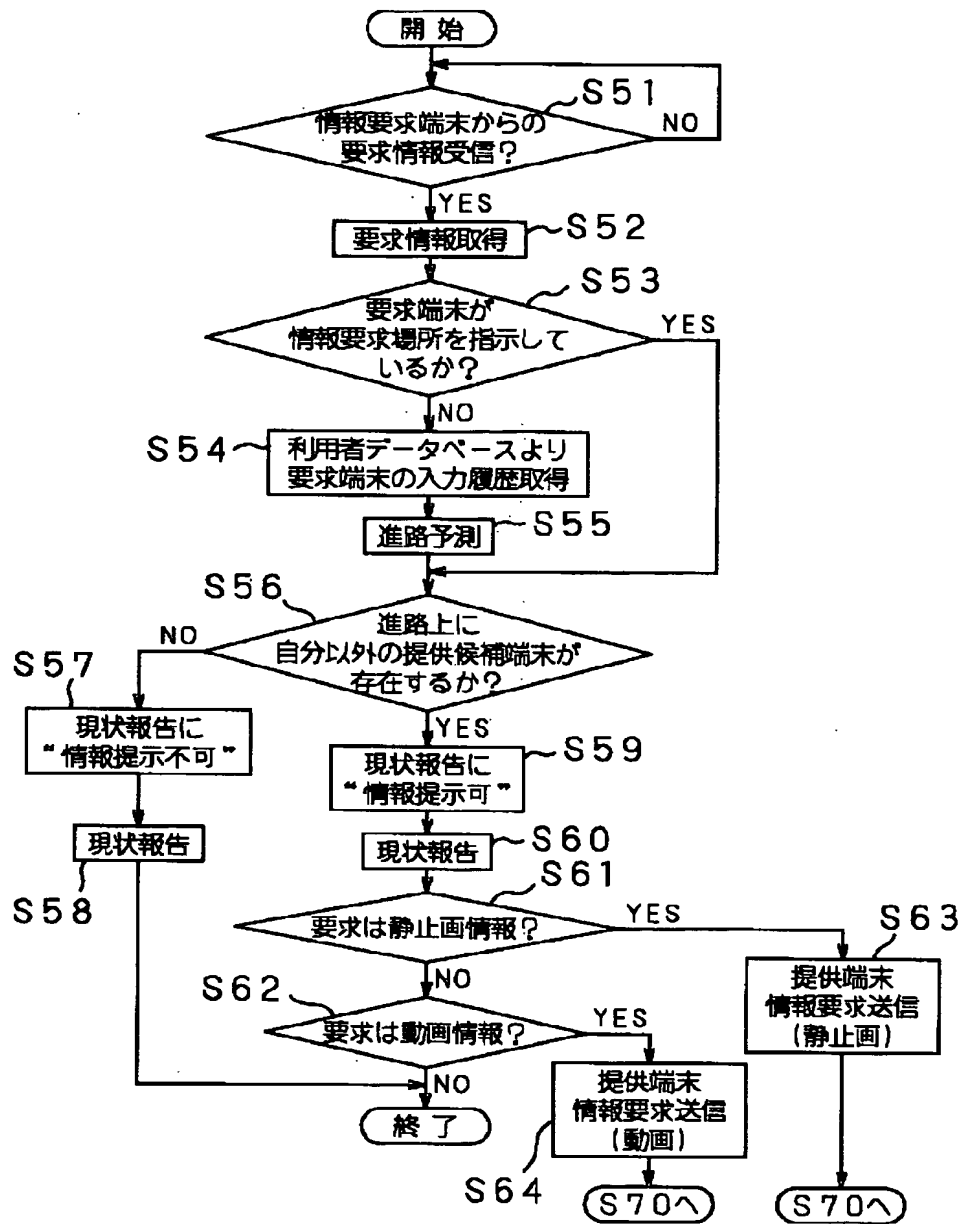 開始
S51
情報要求端末からの
要求情報受信?
NO
YES
S52
要求情報取得
S53
要求端末が
情報要求場所を指示して
いるか?
YES
NO
S54
利用者データベースより
要求端末の入力履歴取得
S55
進路予測
S56
進路上に
自分以外の提供候補端末が
存在するか?
NO
YES
S57
現状報告に
“情報提示不可”
S59
現状報告に
“情報提示可”
現状報告
S58
S60
現状報告
S61
要求は静止画情報?
YES
NO
S63
提供端末
情報要求送信
(静止画)
S62
要求は動画情報?
YES
NO
提供端末
情報要求送信
(動画)
S64
終了
S70へ
S70へ